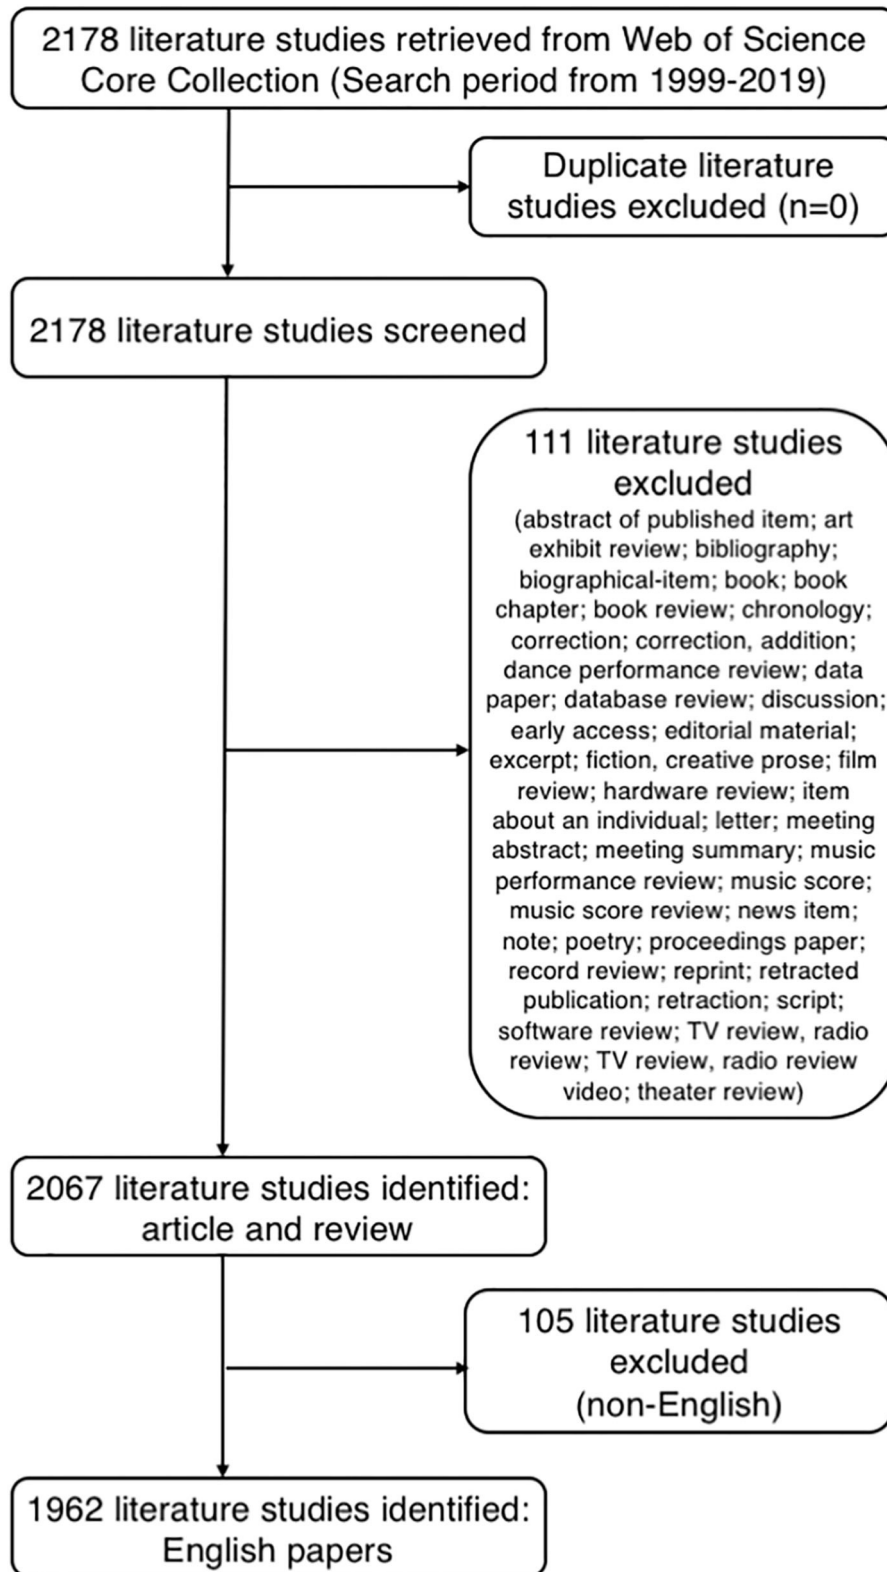 2178 literature studies retrieved from Web of Science
Core Collection (Search period from 1999-2019)
Duplicate literature
studies excluded (n=0)
2178 literature studies screened
111 literature studies
excluded
(abstract of published item; art
exhibit review; bibliography;
biographical-item; book; book
chapter; book review; chronology;
correction; correction, addition;
dance performance review; data
paper; database review; discussion;
early access; editorial material;
excerpt; fiction, creative prose; film
review; hardware review; item
about an individual; letter; meeting
abstract; meeting summary; music
performance review; music score;
music score review; news item;
note; poetry; proceedings paper;
record review; reprint; retracted
publication; retraction; script;
software review; TV review, radio
review; TV review, radio review
video; theater review)
2067 literature studies identified:
article and review
105 literature studies
excluded
(non-English)
1962 literature studies identified:
English papers